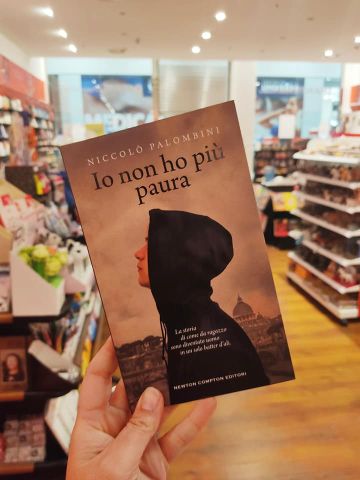 NICCOLÒ PALOMBINI
Io non ho più
paura
La storia
di come da ragazzo
sono diventato uomo
in un solo batter d'ali.
NEWTON COMPTON EDITORI